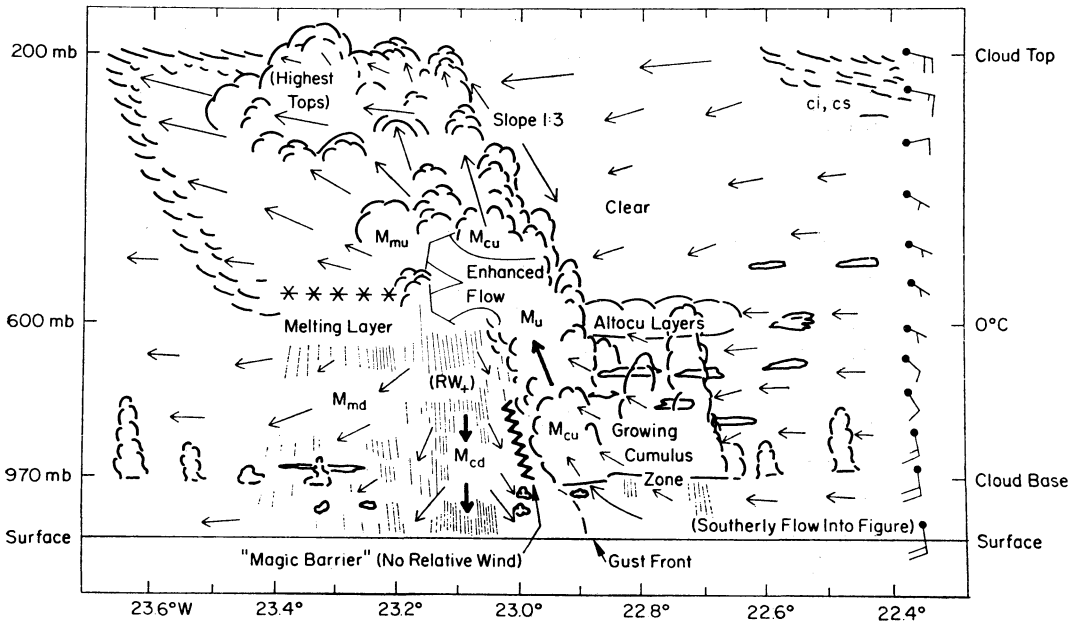 200 mb
Cloud Top
(Highest
Tops)
ci, cs
Slope 1:3
Clear
M_mu
M_cu
Enhanced
Flow
M_u
600 mb
Melting Layer
Altocu Layers
0°C
(RW+)
M_md
M_cu
Growing
Cumulus
Zone
M_cd
970 mb
Cloud Base
(Southerly Flow Into Figure)
Surface
Surface
"Magic Barrier" (No Relative Wind)
Gust Front
23.6°W
23.4°
23.2°
23.0°
22.8°
22.6°
22.4°